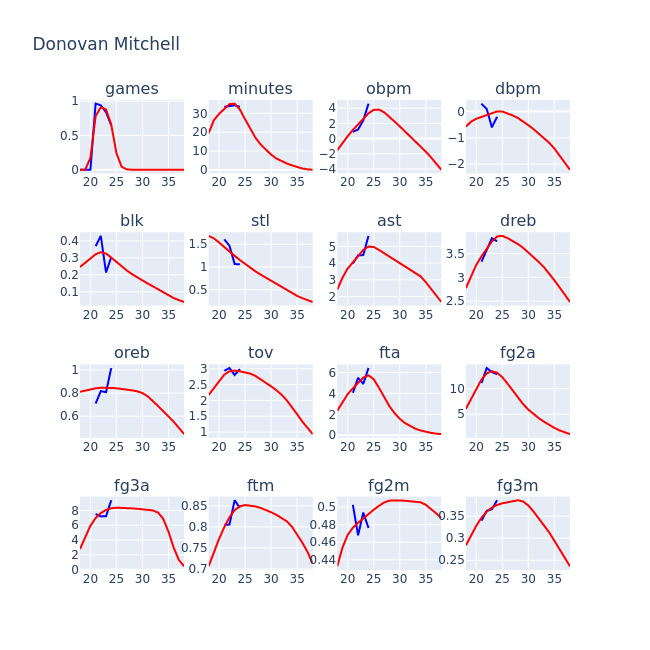 Donovan Mitchell
games minutes obpm dbpm
1 0.5 0 20 25 30 35
30 20 10 0 20 25 30 35
4 2 0 −2 −4 20 25 30 35
0 −1 −2 20 25 30 35
blk stl ast dreb
0.4 0.3 0.2 0.1 20 25 30 35
1.5 1 0.5 20 25 30 35
5 4 3 2 20 25 30 35
3.5 3 2.5 20 25 30 35
oreb tov fta fg2a
1 0.8 0.6 20 25 30 35
3 2.5 2 1.5 1 20 25 30 35
6 4 2 0 20 25 30 35
10 5 20 25 30 35
fg3a ftm fg2m fg3m
8 6 4 2 0 20 25 30 35
0.85 0.8 0.75 0.7 20 25 30 35
0.5 0.48 0.46 0.44 20 25 30 35
0.35 0.3 0.25 20 25 30 35